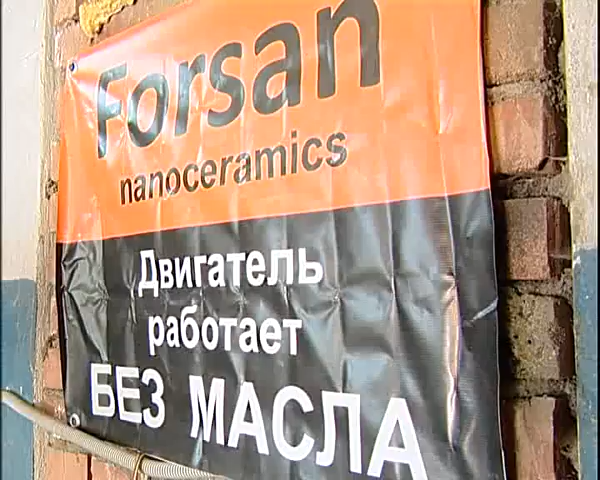 Forsan
nanoceramics
Двигатель
работает
БЕЗ МАСЛА